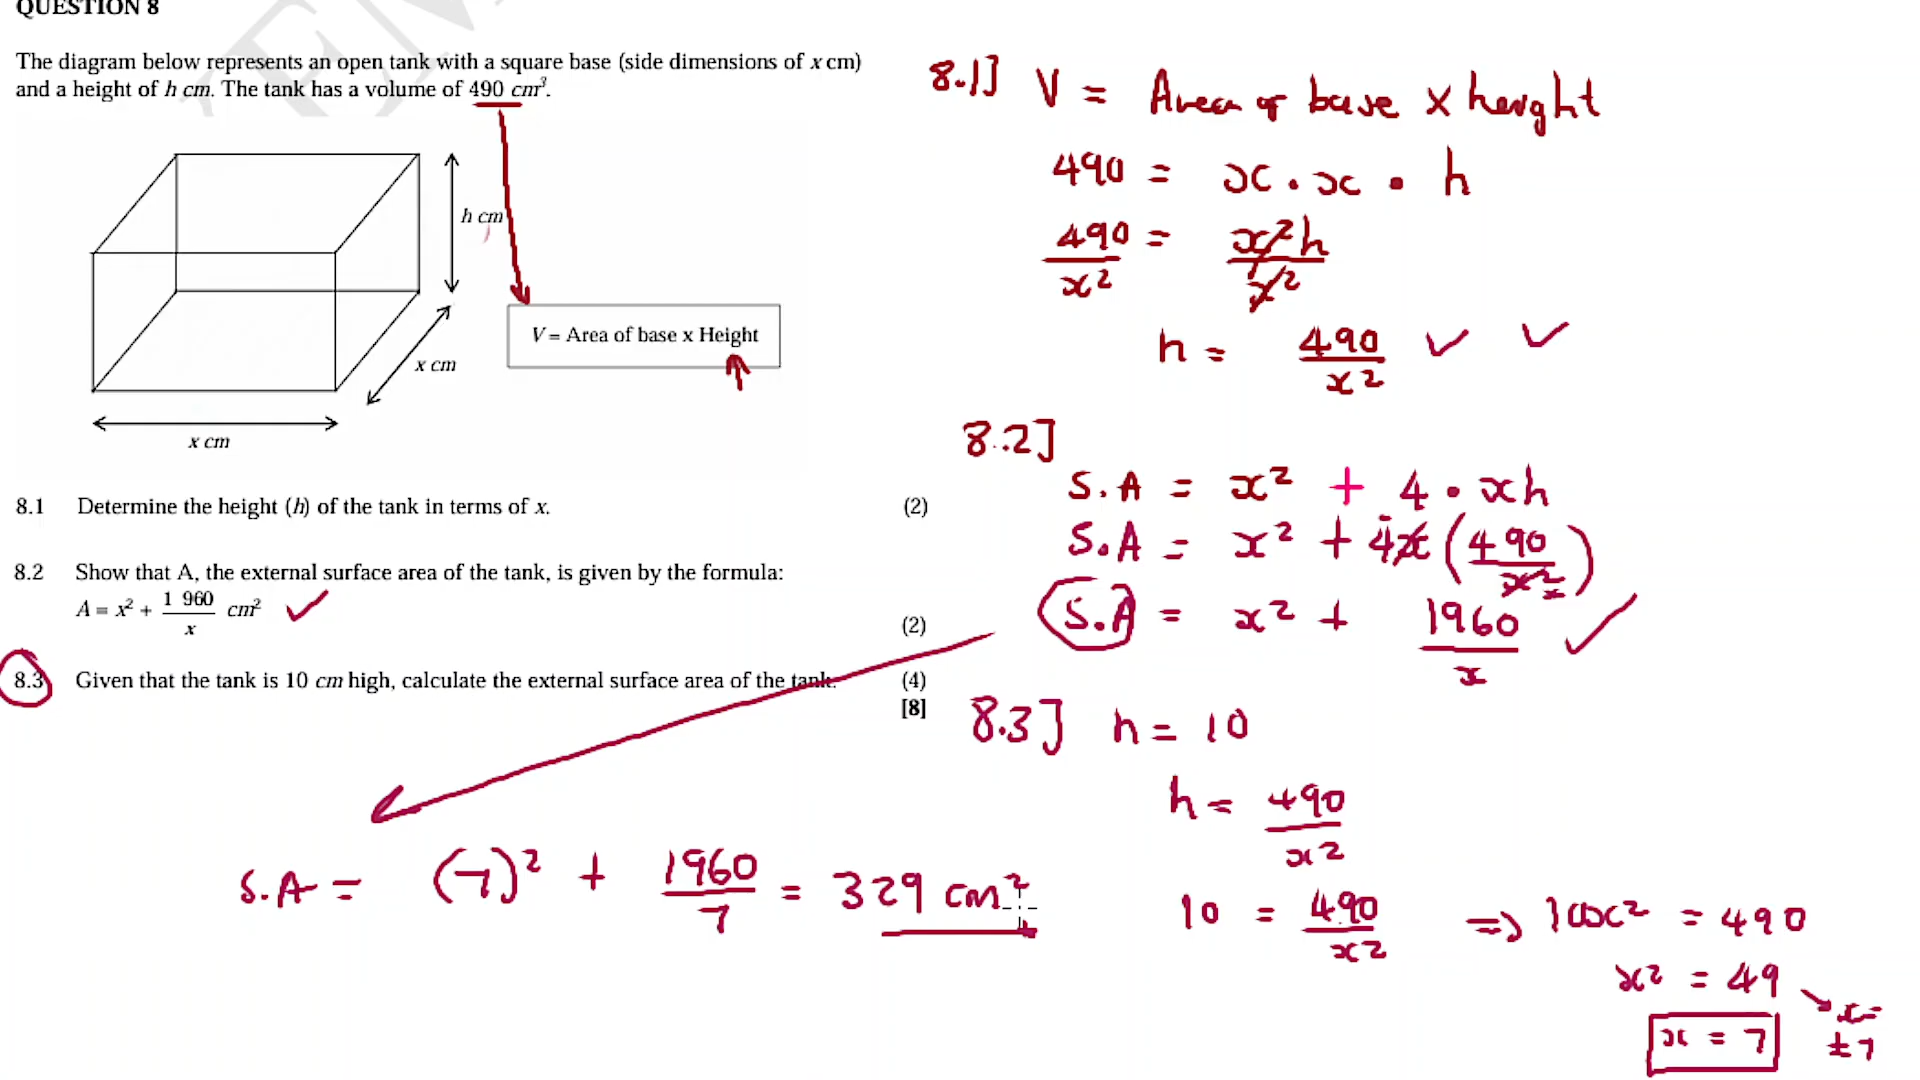 QUESTION 8
The diagram below represents an open tank with a square base (side dimensions of x cm)
and a height of h cm. The tank has a volume of 490 cm³.
h cm
V = Area of base x Height
x cm
x cm
8.1 Determine the height (h) of the tank in terms of x. (2)
8.2 Show that A, the external surface area of the tank, is given by the formula:
A = x² + 1 960/x cm² (2)
8.3 Given that the tank is 10 cm high, calculate the external surface area of the tank. (4)
[8]
8.1] V = Area of base x height
490 = x . x . h
490/x² = x²h/x²
h = 490/x² ✓ ✓
8.2]
S.A = x² + 4 . xh
S.A = x² + 4x (490/x²)
x
S.A = x² + 1960/x ✓
8.3] h = 10
h = 490/x²
10 = 490/x² => 10x² = 490
x² = 49
x = ±7
x = 7
S.A = (7)² + 1960/7 = 329 cm²